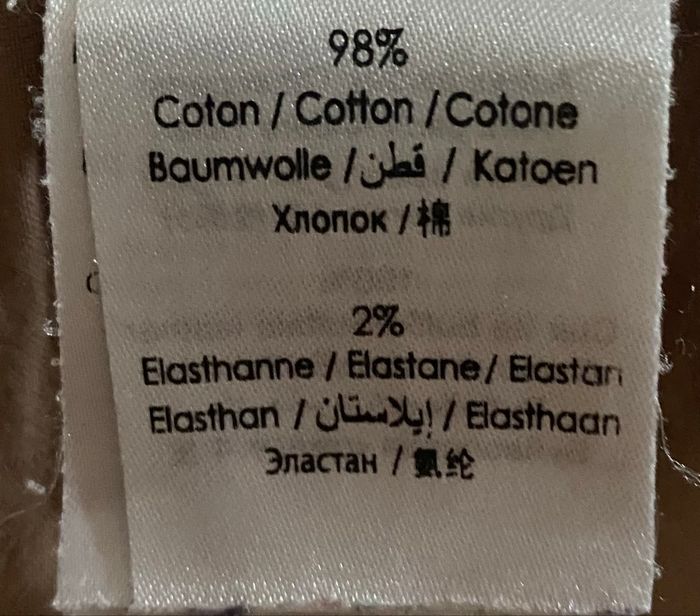 98%
Coton / Cotton / Cotone
Baumwolle / قطن / Katoen
Хлопок / 棉
2%
Elasthanne / Elastane / Elastan
Elasthan / إيلاستان / Elasthaan
Эластан / 氨纶